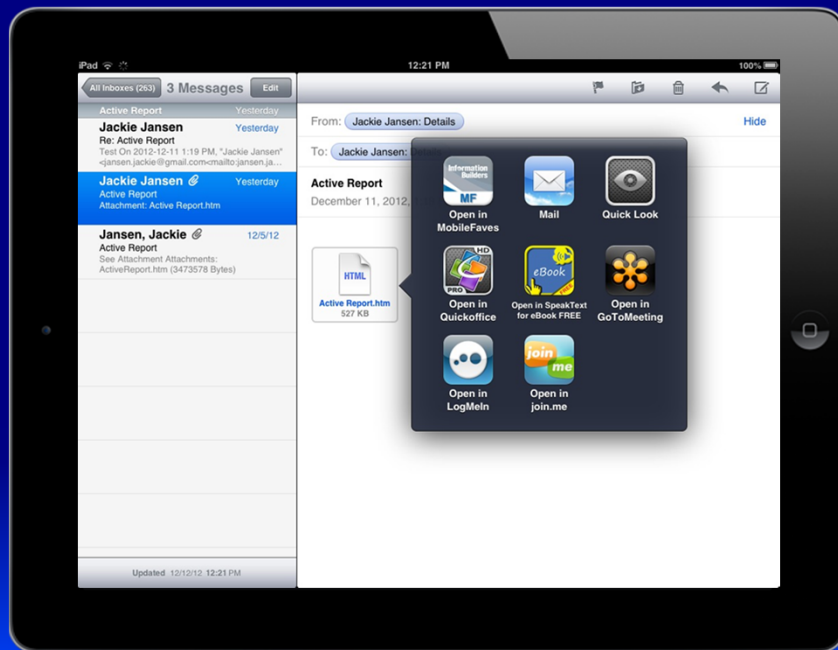 iPad
12:21 PM
100%
All Inboxes (263)
3 Messages
Edit
Active Report Yesterday
Jackie Jansen Yesterday
Re: Active Report
Test On 2012-12-11 1:19 PM, "Jackie Jansen"
<jansen.jackie@gmail.com<mailto:jansen.ja...
Jackie Jansen Yesterday
Active Report
Attachment: Active Report.htm
Jansen, Jackie 12/5/12
Active Report
See Attachment Attachments:
ActiveReport.htm (3473578 Bytes)
Updated 12/12/12 12:21 PM
From: Jackie Jansen: Details
Hide
To: Jackie Jansen:
Active Report
December 11, 2012,
HTML
Active Report.htm
527 KB
Information
Builders
MF
Open in
MobileFaves
Mail
Quick Look
HD
PRO
Open in
Quickoffice
eBook
FREE
Open in SpeakText
for eBook FREE
Open in
GoToMeeting
Open in
LogMeIn
join
me
Open in
join.me